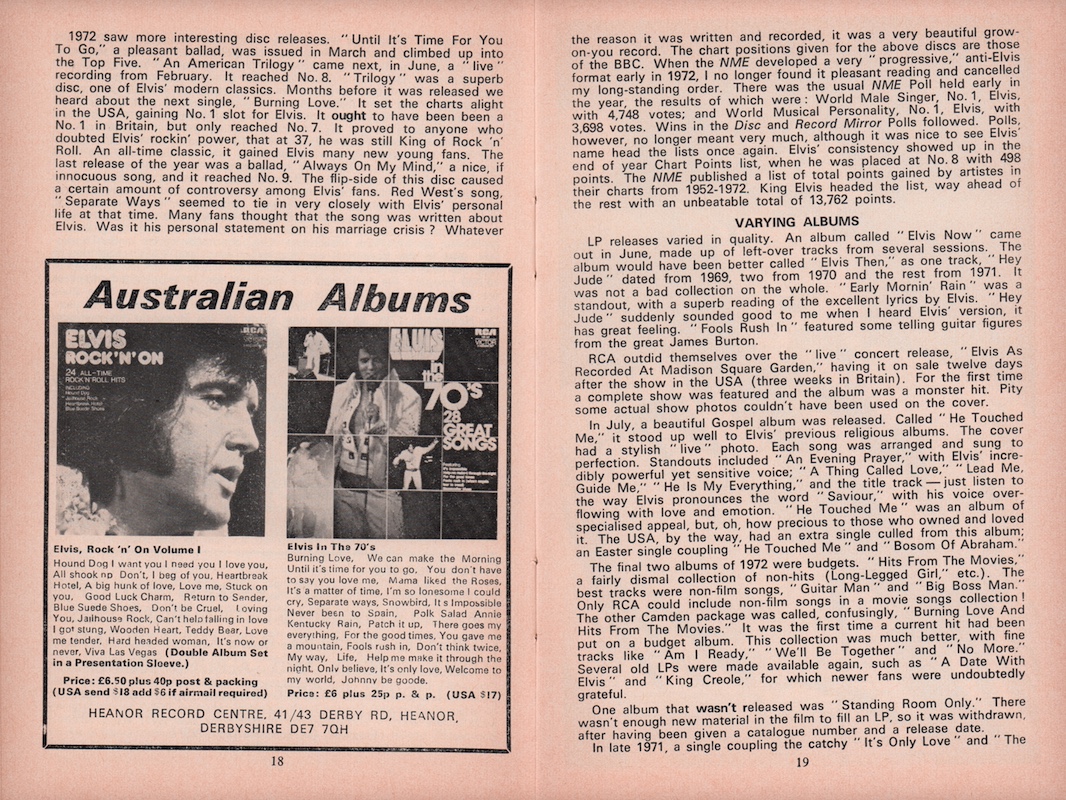 1972 saw more interesting disc releases. "Until It's Time For You
To Go," a pleasant ballad, was issued in March and climbed up into
the Top Five. "An American Trilogy" came next, in June, a "live"
recording from February. It reached No. 8. "Trilogy" was a superb
disc, one of Elvis' modern classics. Months before it was released we
heard about the next single, "Burning Love." It set the charts alight
in the USA, gaining No. 1 slot for Elvis. It ought to have been been a
No. 1 in Britain, but only reached No. 7. It proved to anyone who
doubted Elvis' rockin' power, that at 37, he was still King of Rock 'n'
Roll. An all-time classic, it gained Elvis many new young fans. The
last release of the year was a ballad, "Always On My Mind," a nice, if
innocuous song, and it reached No. 9. The flip-side of this disc caused
a certain amount of controversy among Elvis' fans. Red West's song,
"Separate Ways" seemed to tie in very closely with Elvis' personal
life at that time. Many fans thought that the song was written about
Elvis. Was it his personal statement on his marriage crisis? Whatever
Australian Albums
ELVIS
ROCK'N'ON
RCA
24 ALL-TIME
ROCK'N'ROLL HITS
INCLUDING
Hound Dog
Jailhouse Rock
Heartbreak Hotel
Blue Suede Shoes
ELVIS
in
the
70's
28
GREAT
SONGS
RCA
VICTOR
Featuring
Elvis, Rock 'n' On Volume I
Hound Dog I want you I need you I love you,
All shook np Don't, I beg of you, Heartbreak
Hotel, A big hunk of love, Love me, Stuck on
you, Good Luck Charm, Return to Sender,
Blue Suede Shoes, Don't be Cruel, Loving
You, Jailhouse Rock, Can't help falling in love
I got stung, Wooden Heart, Teddy Bear, Love
me tender, Hard headed woman, It's now or
never, Viva Las Vegas (Double Album Set
in a Presentation Sleeve.)
Price: £6.50 plus 40p post & packing
(USA send $18 add $6 if airmail required)
Elvis In The 70's
Burning Love, We can make the Morning
Until it's time for you to go, You don't have
to say you love me, Mama liked the Roses,
It's a matter of time, I'm so lonesome I could
cry, Separate ways, Snowbird, It's Impossible
Never been to Spain, Polk Salad Annie
Kentucky Rain, Patch it up, There goes my
everyihing, For the good times, You gave me
a mountain, Fools rush in, Don't think twice,
My way, Life, Help me make it through the
night, Only believe, It's only love, Welcome to
my world, Johnny be goode.
Price: £6 plus 25p p. & p. (USA $17)
HEANOR RECORD CENTRE, 41/43 DERBY RD, HEANOR,
DERBYSHIRE DE7 7QH
18
the reason it was written and recorded, it was a very beautiful grow-
on-you record. The chart positions given for the above discs are those
of the BBC. When the NME developed a very "progressive," anti-Elvis
format early in 1972, I no longer found it pleasant reading and cancelled
my long-standing order. There was the usual NME Poll held early in
the year, the results of which were: World Male Singer, No. 1, Elvis,
with 4,748 votes; and World Musical Personality, No. 1, Elvis, with
3,698 votes. Wins in the Disc and Record Mirror Polls followed. Polls,
however, no longer meant very much, although it was nice to see Elvis'
name head the lists once again. Elvis' consistency showed up in the
end of year Chart Points list, when he was placed at No. 8 with 498
points. The NME published a list of total points gained by artistes in
their charts from 1952-1972. King Elvis headed the list, way ahead of
the rest with an unbeatable total of 13,762 points.
VARYING ALBUMS
LP releases varied in quality. An album called "Elvis Now" came
out in June, made up of left-over tracks from several sessions. The
album would have been better called "Elvis Then," as one track, "Hey
Jude" dated from 1969, two from 1970 and the rest from 1971. It
was not a bad collection on the whole. "Early Mornin' Rain" was a
standout, with a superb reading of the excellent lyrics by Elvis. "Hey
Jude" suddenly sounded good to me when I heard Elvis' version, it
has great feeling. "Fools Rush In" featured some telling guitar figures
from the great James Burton.
RCA outdid themselves over the "live" concert release, "Elvis As
Recorded At Madison Square Garden," having it on sale twelve days
after the show in the USA (three weeks in Britain). For the first time
a complete show was featured and the album was a monster hit. Pity
some actual show photos couldn't have been used on the cover.
In July, a beautiful Gospel album was released. Called "He Touched
Me," it stood up well to Elvis' previous religious albums. The cover
had a stylish "live" photo. Each song was arranged and sung to
perfection. Standouts included "An Evening Prayer," with Elvis' incre-
dibly powerful yet sensitive voice; "A Thing Called Love," "Lead Me,
Guide Me," "He Is My Everything," and the title track — just listen to
the way Elvis pronounces the word "Saviour," with his voice over-
flowing with love and emotion. "He Touched Me" was an album of
specialised appeal, but, oh, how precious to those who owned and loved
it. The USA, by the way, had an extra single culled from this album;
an Easter single coupling "He Touched Me" and "Bosom Of Abraham."
The final two albums of 1972 were budgets. "Hits From The Movies,"
a fairly dismal collection of non-hits (Long-Legged Girl," etc.). The
best tracks were non-film songs, "Guitar Man" and "Big Boss Man."
Only RCA could include non-film songs in a movie songs collection!
The other Camden package was called, confusingly, "Burning Love And
Hits From The Movies." It was the first time a current hit had been
put on a budget album. This collection was much better, with fine
tracks like "Am I Ready," "We'll Be Together" and "No More."
Several old LPs were made available again, such as "A Date With
Elvis" and "King Creole," for which newer fans were undoubtedly
grateful.
One album that wasn't released was "Standing Room Only." There
wasn't enough new material in the film to fill an LP, so it was withdrawn,
after having been given a catalogue number and a release date.
In late 1971, a single coupling the catchy "It's Only Love" and "The
19